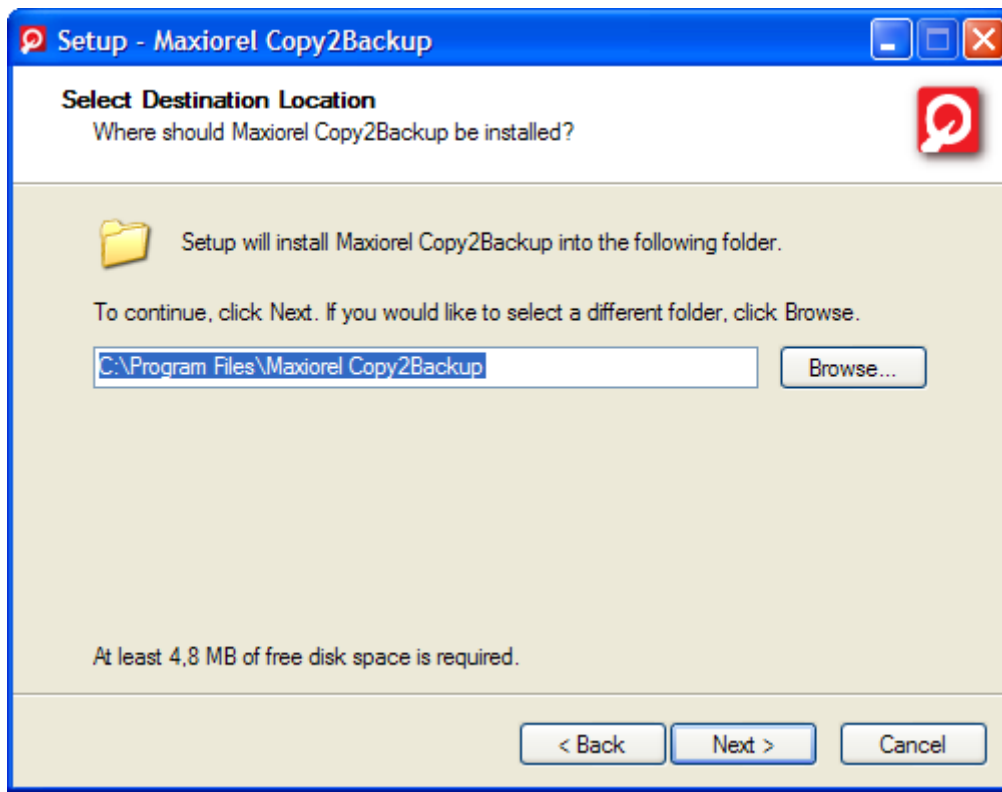 Setup - Maxiorel Copy2Backup
Select Destination Location
Where should Maxiorel Copy2Backup be installed?
Setup will install Maxiorel Copy2Backup into the following folder.
To continue, click Next. If you would like to select a different folder, click Browse.
C:\Program Files\Maxiorel Copy2Backup
Browse...
At least 4,8 MB of free disk space is required.
< Back
Next >
Cancel